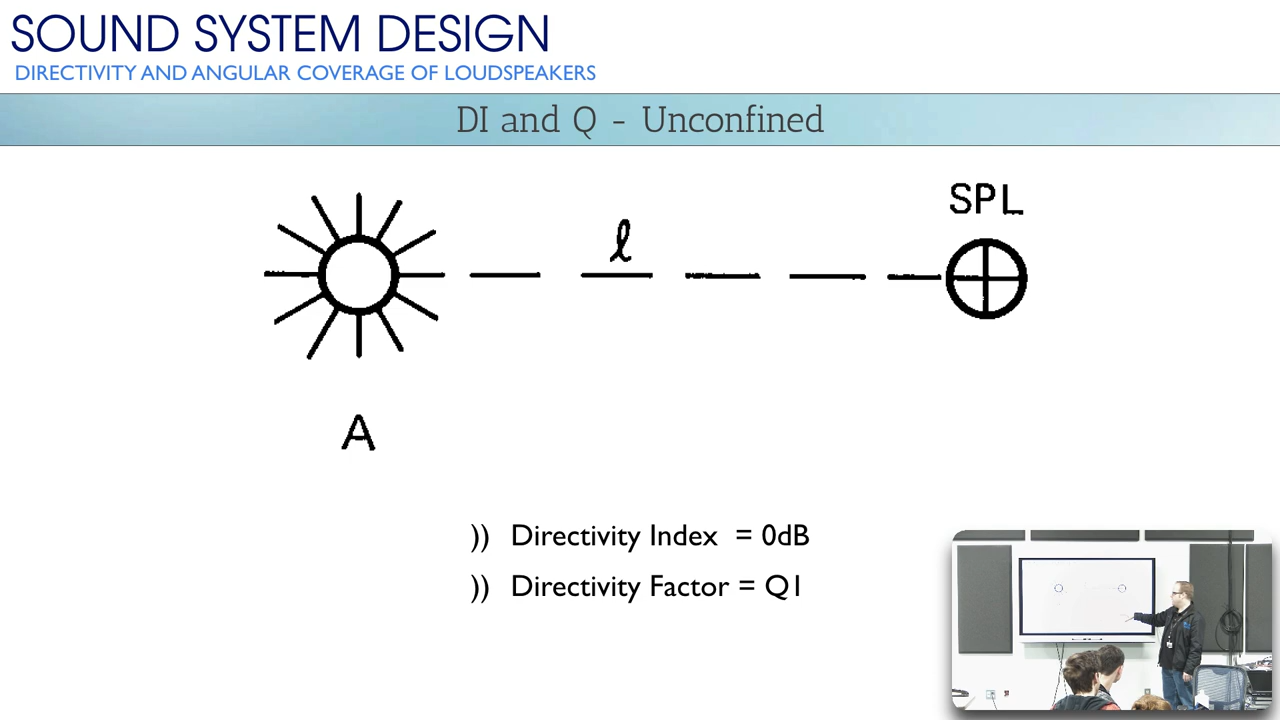 SOUND SYSTEM DESIGN
DIRECTIVITY AND ANGULAR COVERAGE OF LOUDSPEAKERS
DI and Q - Unconfined
SPL
ℓ
A
)) Directivity Index = 0dB
)) Directivity Factor = Q1